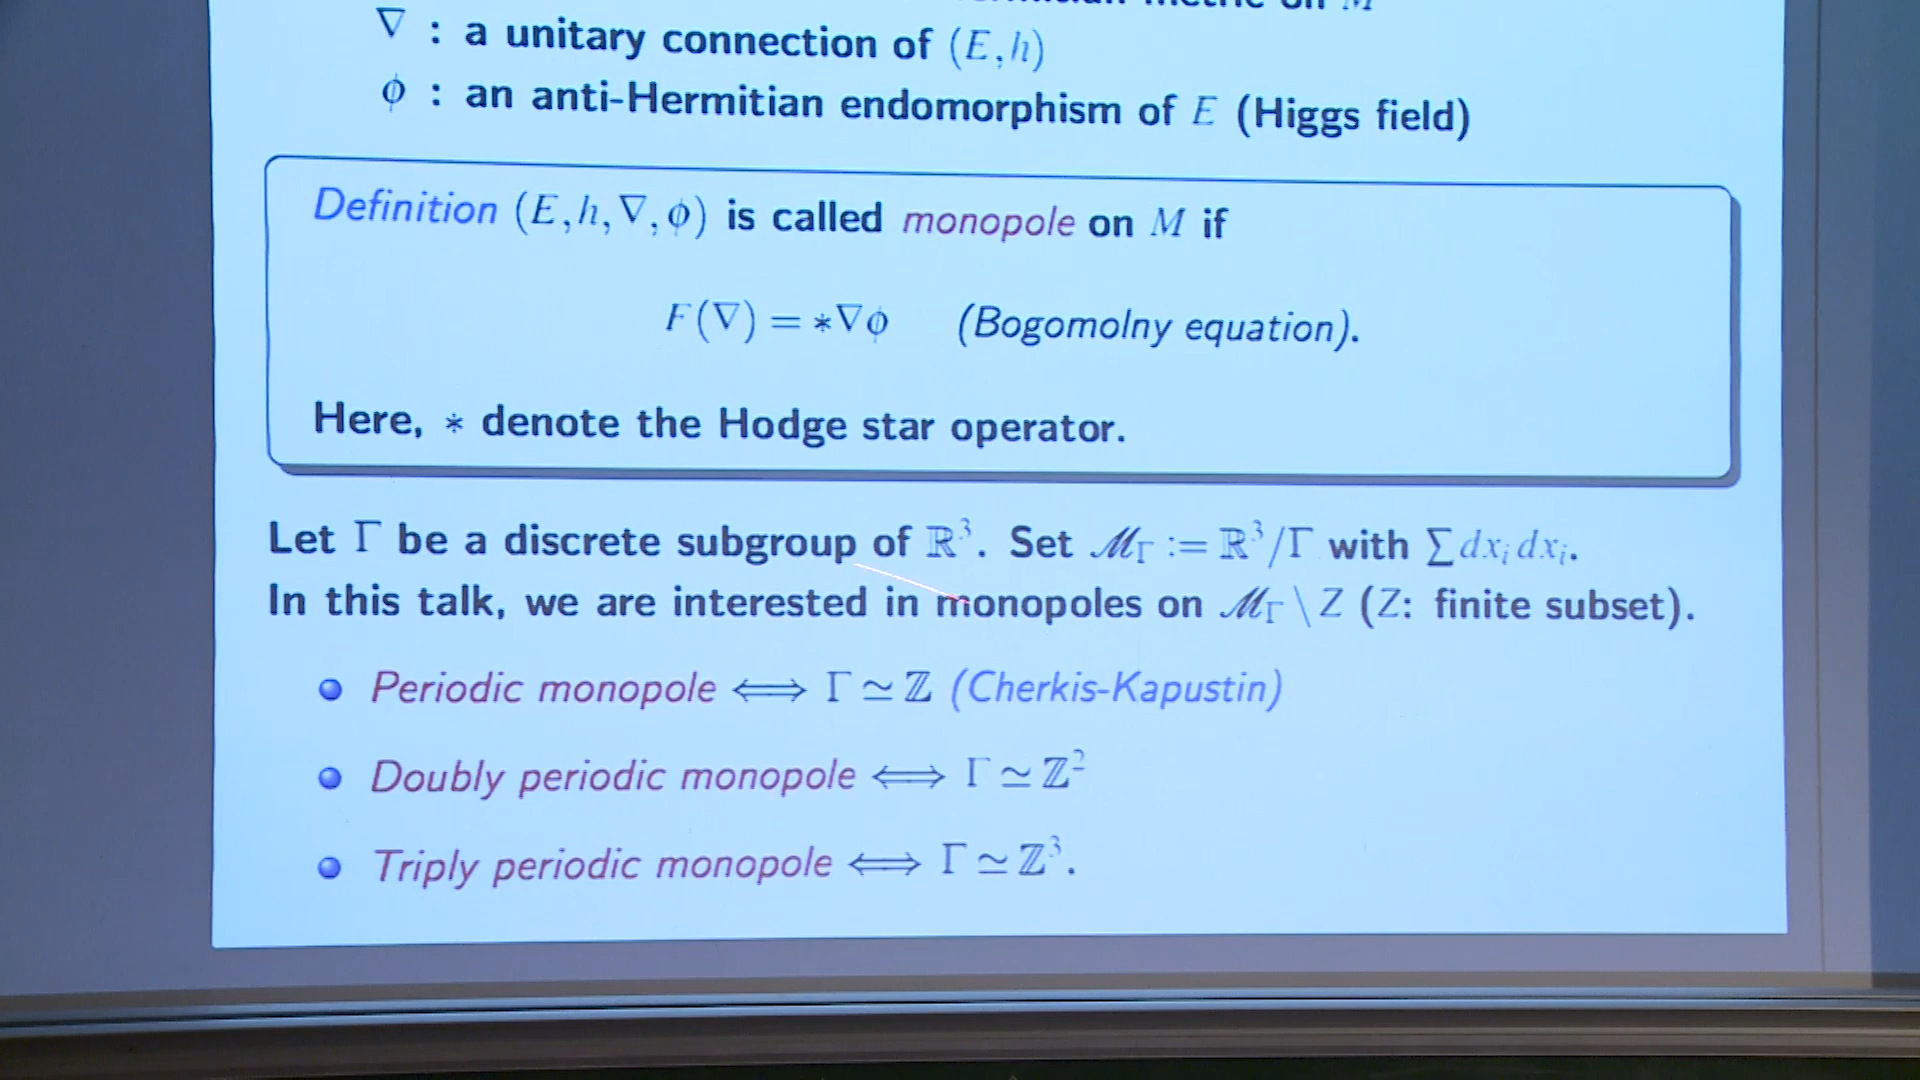 metric on M
∇ : a unitary connection of (E,h)
ϕ : an anti-Hermitian endomorphism of E (Higgs field)
Definition (E,h,∇,ϕ) is called monopole on M if
F(∇) = *∇ϕ (Bogomolny equation).
Here, * denote the Hodge star operator.
Let Γ be a discrete subgroup of ℝ³. Set ℳ_Γ := ℝ³/Γ with ∑dx_i dx_i.
In this talk, we are interested in monopoles on ℳ_Γ \ Z (Z: finite subset).
Periodic monopole ⟺ Γ ≃ ℤ (Cherkis-Kapustin)
Doubly periodic monopole ⟺ Γ ≃ ℤ²
Triply periodic monopole ⟺ Γ ≃ ℤ³.